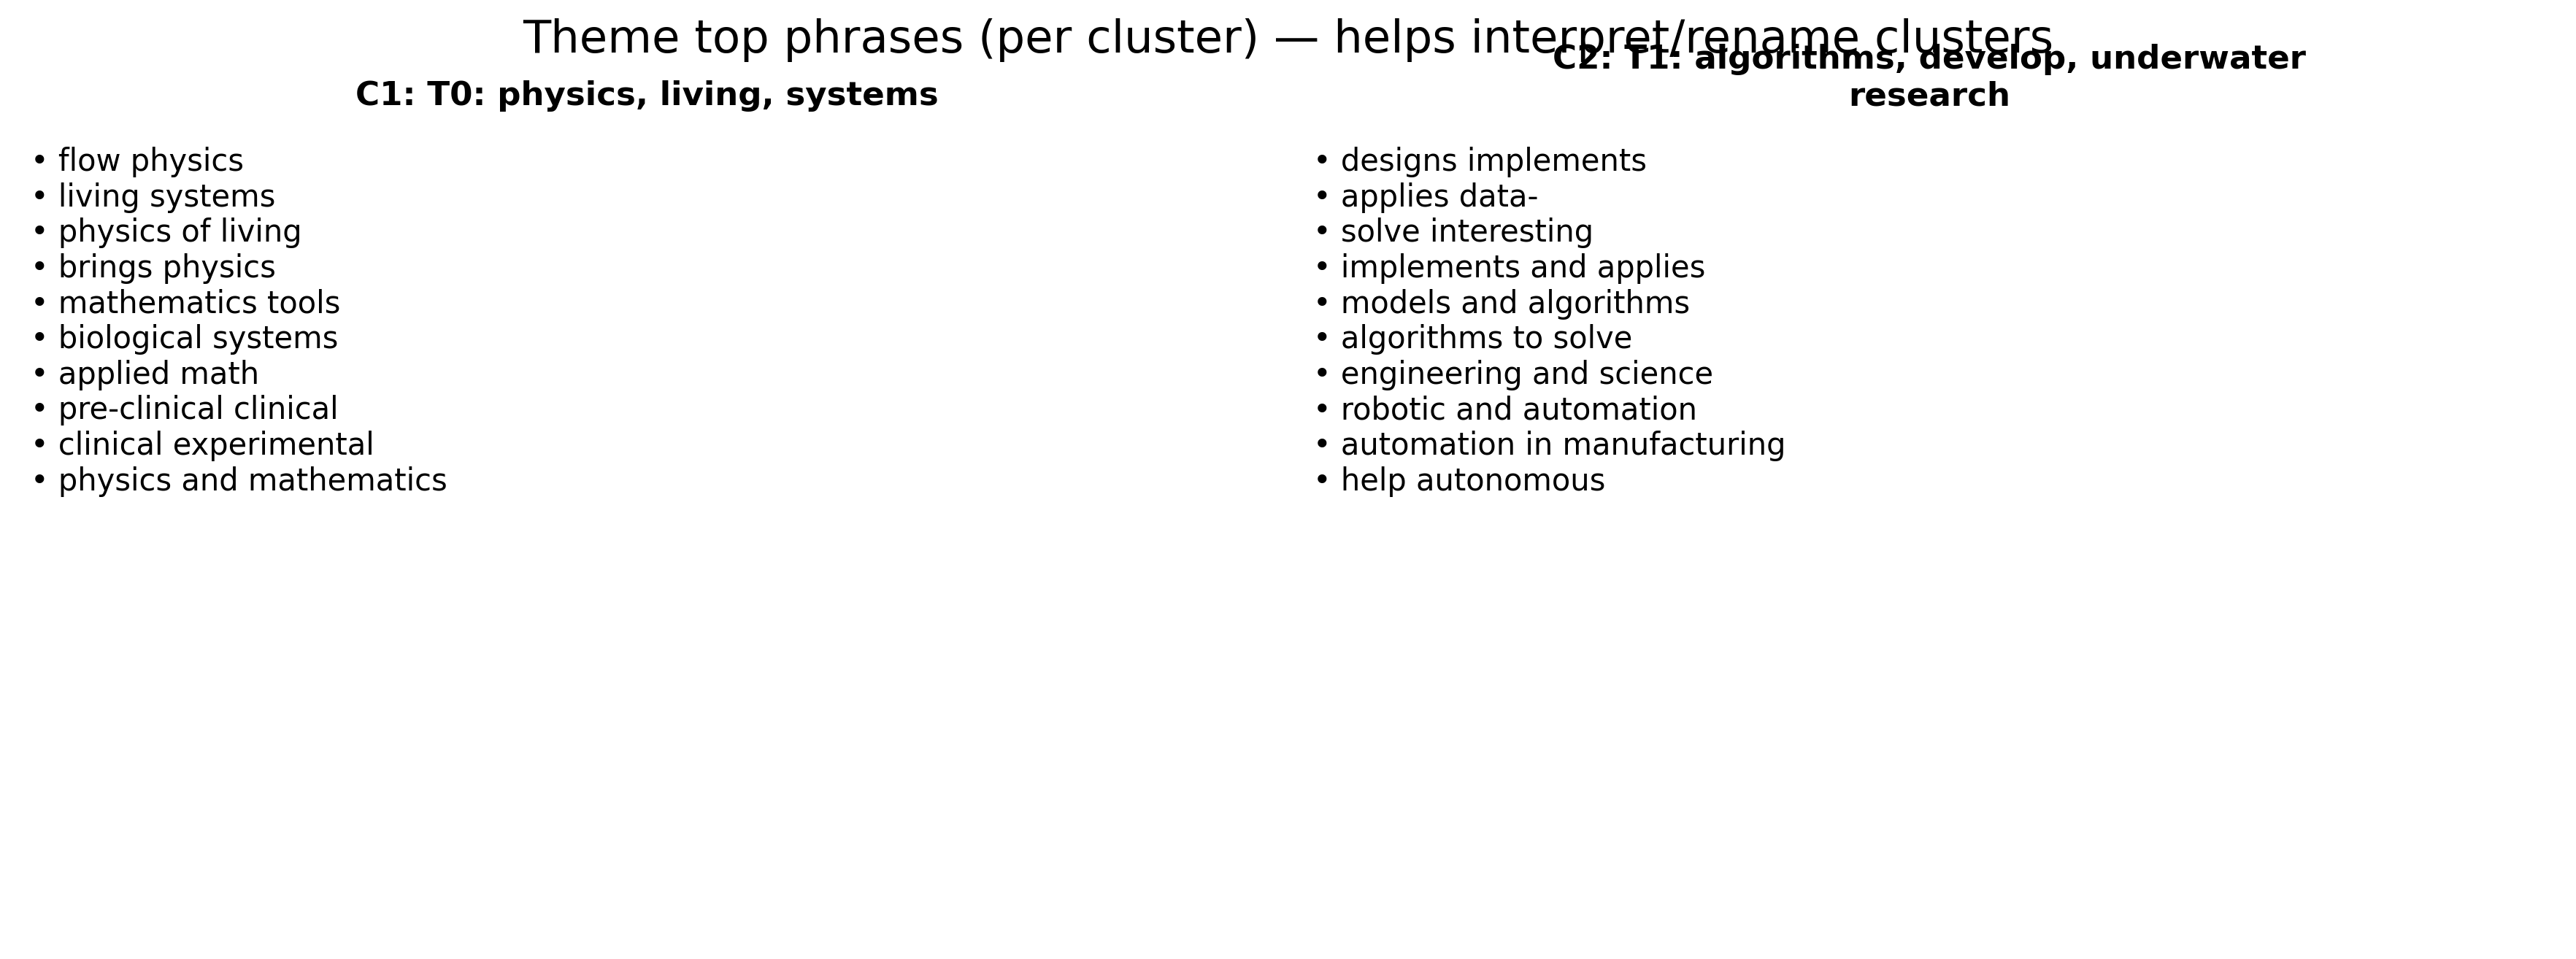 Theme top phrases (per cluster) — helps interpret/rename clusters
C1: T0: physics, living, systems
• flow physics
• living systems
• physics of living
• brings physics
• mathematics tools
• biological systems
• applied math
• pre-clinical clinical
• clinical experimental
• physics and mathematics
C2: T1: algorithms, develop, underwater
research
• designs implements
• applies data-
• solve interesting
• implements and applies
• models and algorithms
• algorithms to solve
• engineering and science
• robotic and automation
• automation in manufacturing
• help autonomous